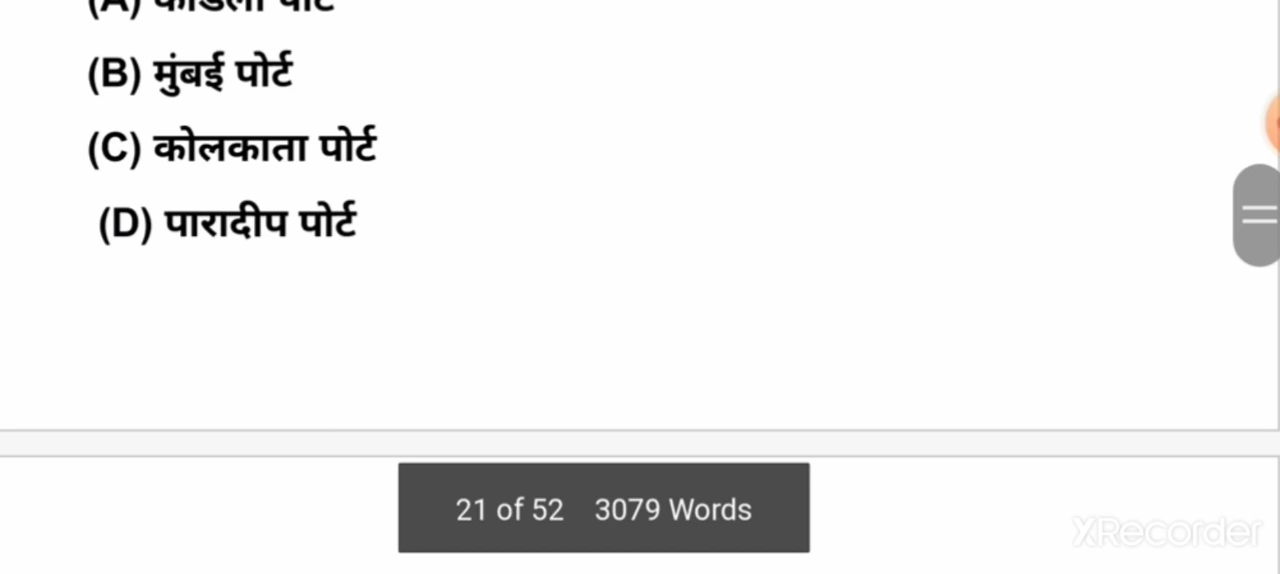 (B) मुंबई पोर्ट
(C) कोलकाता पोर्ट
(D) पारादीप पोर्ट
21 of 52 3079 Words
XRecorder